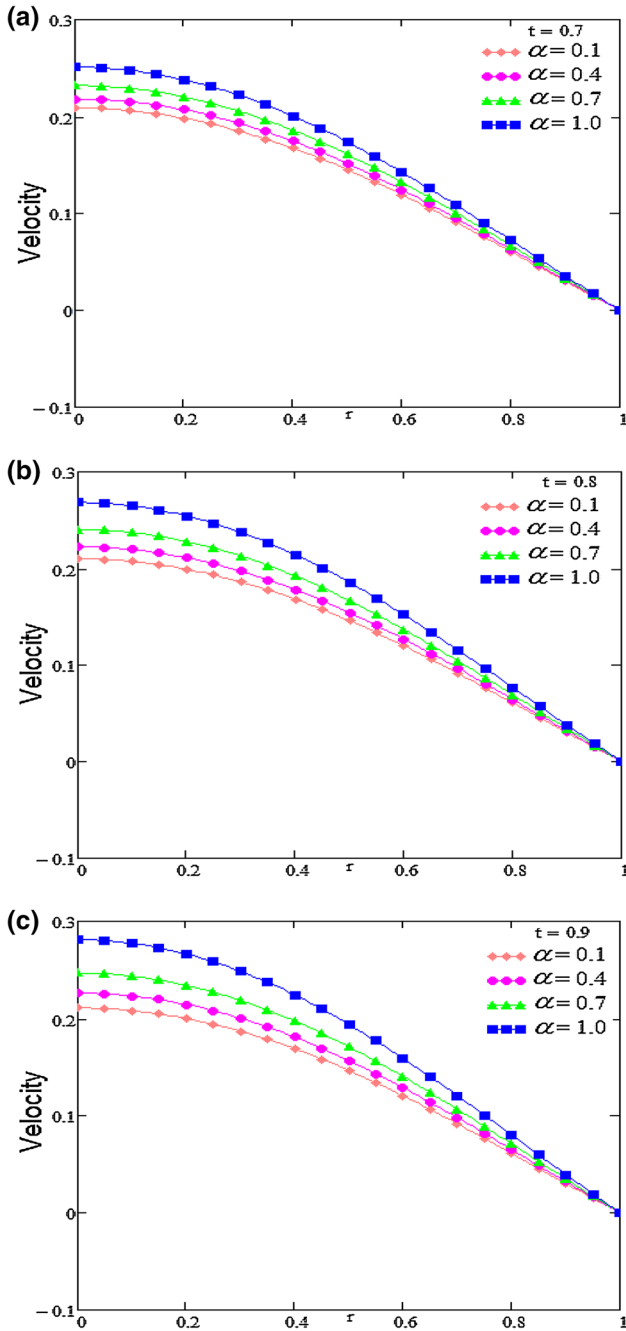 (a)
0.3
t = 0.7
α = 0.1
α = 0.4
α = 0.7
α = 1.0
0.2
Velocity
0.1
0
−0.1
0 0.2 0.4 0.6 0.8 1
r
(b)
0.3
t = 0.8
α = 0.1
α = 0.4
α = 0.7
α = 1.0
0.2
Velocity
0.1
0
−0.1
0 0.2 0.4 0.6 0.8 1
r
(c)
0.3
t = 0.9
α = 0.1
α = 0.4
α = 0.7
α = 1.0
0.2
Velocity
0.1
0
−0.1
0 0.2 0.4 0.6 0.8 1
r